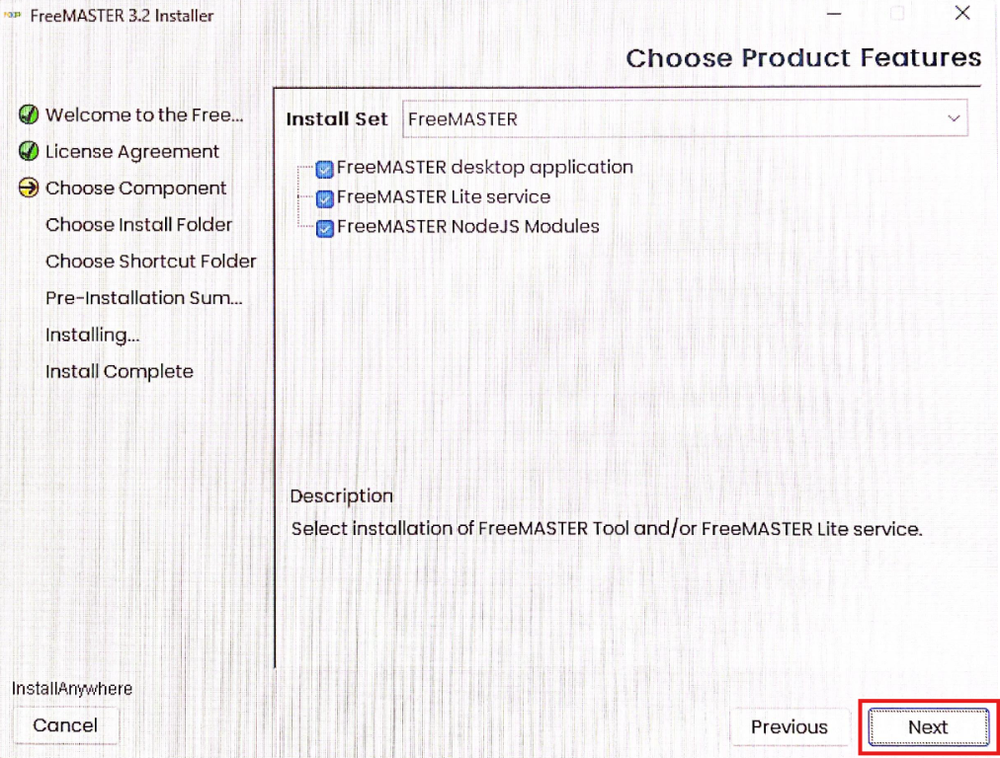 FreeMASTER 3.2 Installer
Choose Product Features
Welcome to the Free...
License Agreement
Choose Component
Choose Install Folder
Choose Shortcut Folder
Pre-Installation Sum...
Installing...
Install Complete
Install Set FreeMASTER
FreeMASTER desktop application
FreeMASTER Lite service
FreeMASTER NodeJS Modules
Description
Select installation of FreeMASTER Tool and/or FreeMASTER Lite service.
InstallAnywhere
Cancel
Previous
Next